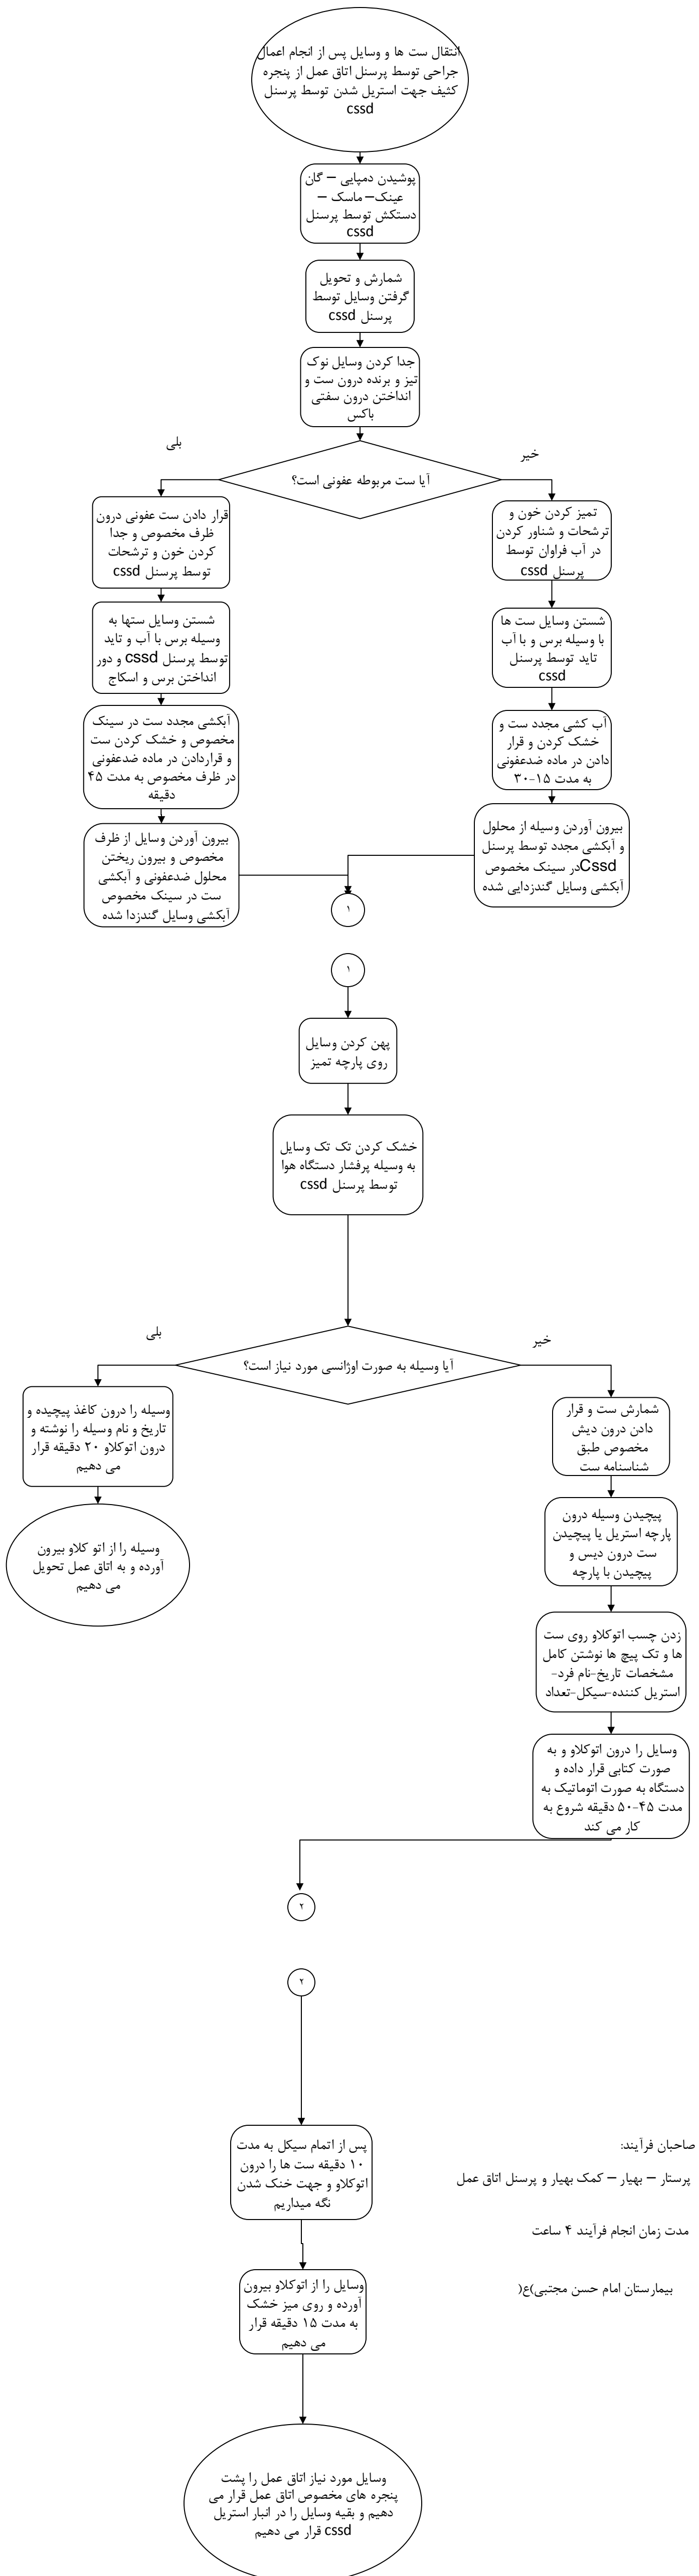 انتقال ست ها و وسایل پس از انجام اعمال
جراحی توسط پرسنل اتاق عمل از پنجره
کثیف جهت استریل شدن توسط پرسنل
cssd
پوشیدن دمپایی – گان
عینک– ماسک –
دستکش توسط پرسنل
cssd
شمارش و تحویل
گرفتن وسایل توسط
پرسنل cssd
جدا کردن وسایل نوک
تیز و برنده درون ست و
انداختن درون سفتی
باکس
آیا ست مربوطه عفونی است؟
خیر
بلی
تمیز کردن خون و
ترشحات و شناور کردن
در آب فراوان توسط
پرسنل cssd
شستن وسایل ست ها
با وسیله برس و با آب
تاید توسط پرسنل
cssd
آب کشی مجدد ست و
خشک کردن و قرار
دادن در ماده ضدعفونی
به مدت ۱۵-۳۰
بیرون آوردن وسیله از محلول
و آبکشی مجدد توسط پرسنل
Cssdدر سینک مخصوص
آبکشی وسایل گندزدایی شده
قرار دادن ست عفونی درون
ظرف مخصوص و جدا
کردن خون و ترشحات
توسط پرسنل cssd
شستن وسایل ستها به
وسیله برس با آب و تاید
توسط پرسنل cssd و دور
انداختن برس و اسکاج
آبکشی مجدد ست در سینک
مخصوص و خشک کردن ست
و قراردادن در ماده ضدعفونی
در ظرف مخصوص به مدت ۴۵
دقیقه
بیرون آوردن وسایل از ظرف
مخصوص و بیرون ریختن
محلول ضدعفونی و آبکشی
ست در سینک مخصوص
آبکشی وسایل گندزدا شده
۱
۱
پهن کردن وسایل
روی پارچه تمیز
خشک کردن تک تک وسایل
به وسیله پرفشار دستگاه هوا
توسط پرسنل cssd
آیا وسیله به صورت اوژانسی مورد نیاز است؟
خیر
بلی
شمارش ست و قرار
دادن درون دیش
مخصوص طبق
شناسنامه ست
پیچیدن وسیله درون
پارچه استریل یا پیچیدن
ست درون دیس و
پیچیدن با پارچه
زدن چسب اتوکلاو روی ست
ها و تک پیچ ها نوشتن کامل
مشخصات تاریخ-نام فرد-
استریل کننده-سیکل-تعداد
وسایل را درون اتوکلاو و به
صورت کتابی قرار داده و
دستگاه به صورت اتوماتیک به
مدت ۴۵-۵۰ دقیقه شروع به
کار می کند
وسیله را درون کاغذ پیچیده و
تاریخ و نام وسیله را نوشته و
درون اتوکلاو ۲۰ دقیقه قرار
می دهیم
وسیله را از اتو کلاو بیرون
آورده و به اتاق عمل تحویل
می دهیم
۲
۲
پس از اتمام سیکل به مدت
۱۰ دقیقه ست ها را درون
اتوکلاو و جهت خنک شدن
نگه میداریم
وسایل را از اتوکلاو بیرون
آورده و روی میز خشک
به مدت ۱۵ دقیقه قرار
می دهیم
وسایل مورد نیاز اتاق عمل را پشت
پنجره های مخصوص اتاق عمل قرار می
دهیم و بقیه وسایل را در انبار استریل
cssd قرار می دهیم
صاحبان فرآیند:
پرستار – بهیار – کمک بهیار و پرسنل اتاق عمل
مدت زمان انجام فرآیند ۴ ساعت
بیمارستان امام حسن مجتبی)ع(